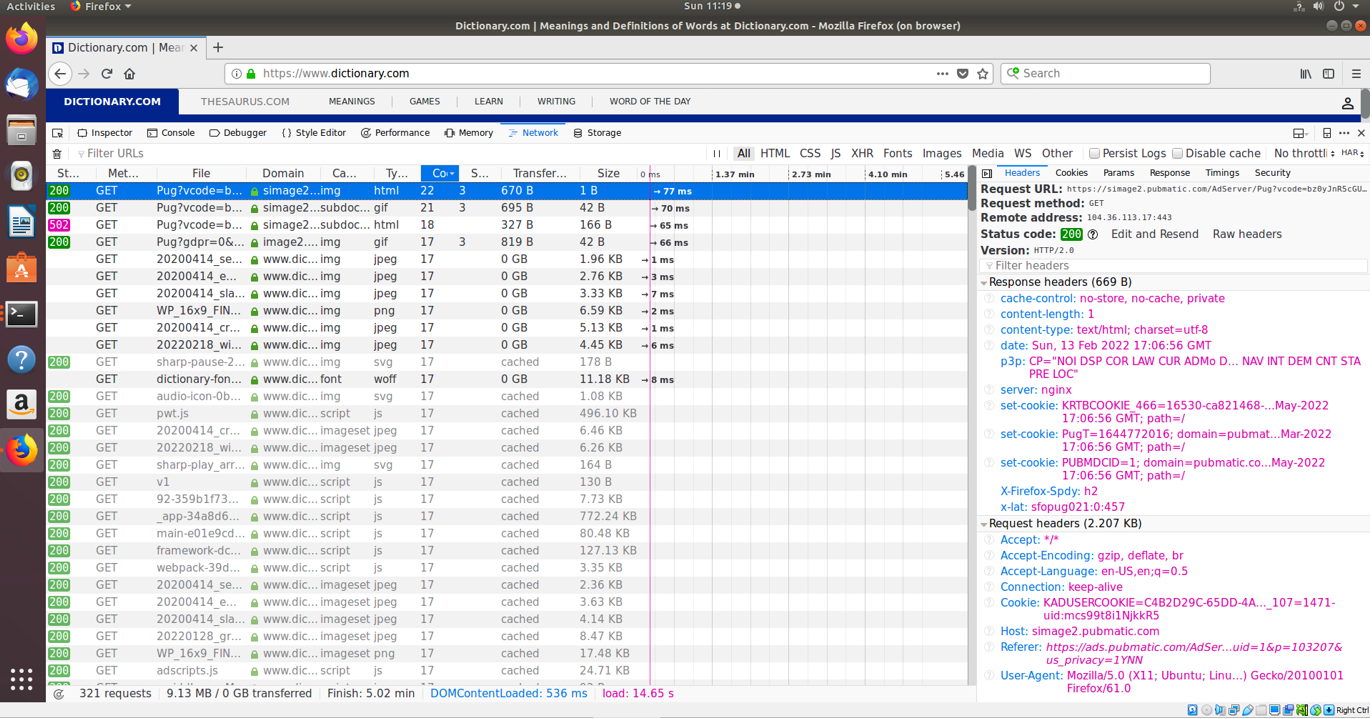 Activities Firefox Sun 11:19
Dictionary.com | Meanings and Definitions of Words at Dictionary.com - Mozilla Firefox (on browser)
Dictionary.com | Mea
https://www.dictionary.com Search
DICTIONARY.COM THESAURUS.COM MEANINGS GAMES LEARN WRITING WORD OF THE DAY
Inspector Console Debugger Style Editor Performance Memory Network Storage
Filter URLs All HTML CSS JS XHR Fonts Images Media WS Other Persist Logs Disable cache No throttli HAR
St... Met... File Domain Ca... Ty... Co S... Transfer... Size 0 ms 1.37 min 2.73 min 4.10 min 5.46
200 GET Pug?vcode=b... simage2... img html 22 3 670 B 1 B → 77 ms
200 GET Pug?vcode=b... simage2... subdoc... gif 21 3 695 B 42 B → 70 ms
502 GET Pug?vcode=b... simage2... subdoc... html 18 327 B 166 B → 65 ms
200 GET Pug?gdpr=0&... image2.... img gif 17 3 819 B 42 B → 66 ms
GET 20200414_se... www.dic... img jpeg 17 0 GB 1.96 KB → 1 ms
GET 20200414_e... www.dic... img jpeg 17 0 GB 2.76 KB → 3 ms
GET 20200414_sla... www.dic... img jpeg 17 0 GB 3.33 KB → 7 ms
GET WP_16x9_FIN... www.dic... img png 17 0 GB 6.59 KB → 2 ms
GET 20200414_cr... www.dic... img jpeg 17 0 GB 5.13 KB → 1 ms
GET 20220218_wi... www.dic... img jpeg 17 0 GB 4.45 KB → 6 ms
200 GET sharp-pause-2... www.dic... img svg 17 cached 178 B
GET dictionary-fon... www.dic... font woff 17 0 GB 11.18 KB → 8 ms
200 GET audio-icon-0b... www.dic... img svg 17 cached 1.08 KB
200 GET pwt.js www.dic... script js 17 cached 496.10 KB
200 GET 20200414_cr... www.dic... imageset jpeg 17 cached 6.46 KB
200 GET 20220218_wi... www.dic... imageset jpeg 17 cached 6.26 KB
200 GET sharp-play_arr... www.dic... img svg 17 cached 164 B
200 GET v1 www.dic... script js 17 cached 130 B
200 GET 92-359b1f73... www.dic... script js 17 cached 7.73 KB
200 GET _app-34a8d6... www.dic... script js 17 cached 772.24 KB
200 GET main-e01e9cd... www.dic... script js 17 cached 80.48 KB
200 GET framework-dc... www.dic... script js 17 cached 127.13 KB
200 GET webpack-39d... www.dic... script js 17 cached 3.35 KB
200 GET 20200414_se... www.dic... imageset jpeg 17 cached 2.36 KB
200 GET 20200414_e... www.dic... imageset jpeg 17 cached 3.63 KB
200 GET 20200414_sla... www.dic... imageset jpeg 17 cached 4.14 KB
200 GET 20220128_gr... www.dic... imageset jpeg 17 cached 8.47 KB
200 GET WP_16x9_FIN... www.dic... imageset png 17 cached 17.48 KB
200 GET adscripts.js www.dic... script js 17 cached 24.71 KB
321 requests 9.13 MB / 0 GB transferred Finish: 5.02 min DOMContentLoaded: 536 ms load: 14.65 s
Headers Cookies Params Response Timings Security
Request URL: https://simage2.pubmatic.com/AdServer/Pug?vcode=bz0yJnR5cGU...
Request method: GET
Remote address: 104.36.113.17:443
Status code: 200 Edit and Resend Raw headers
Version: HTTP/2.0
Filter headers
Response headers (669 B)
cache-control: no-store, no-cache, private
content-length: 1
content-type: text/html; charset=utf-8
date: Sun, 13 Feb 2022 17:06:56 GMT
p3p: CP="NOI DSP COR LAW CUR ADMo D... NAV INT DEM CNT STA
PRE LOC"
server: nginx
set-cookie: KRTBCOOKIE_466=16530-ca821468-...May-2022
17:06:56 GMT; path=/
set-cookie: PugT=1644772016; domain=pubmat...Mar-2022
17:06:56 GMT; path=/
set-cookie: PUBMDCID=1; domain=pubmatic.co...May-2022
17:06:56 GMT; path=/
X-Firefox-Spdy: h2
x-lat: sfopug021:0:457
Request headers (2.207 KB)
Accept: */*
Accept-Encoding: gzip, deflate, br
Accept-Language: en-US,en;q=0.5
Connection: keep-alive
Cookie: KADUSERCOOKIE=C4B2D29C-65DD-4A..._107=1471-
uid:mcs99t8i1NjkkR5
Host: simage2.pubmatic.com
Referer: https://ads.pubmatic.com/AdSer...uid=1&p=103207&
us_privacy=1YNN
User-Agent: Mozilla/5.0 (X11; Ubuntu; Linu...) Gecko/20100101
Firefox/61.0
Right Ctrl